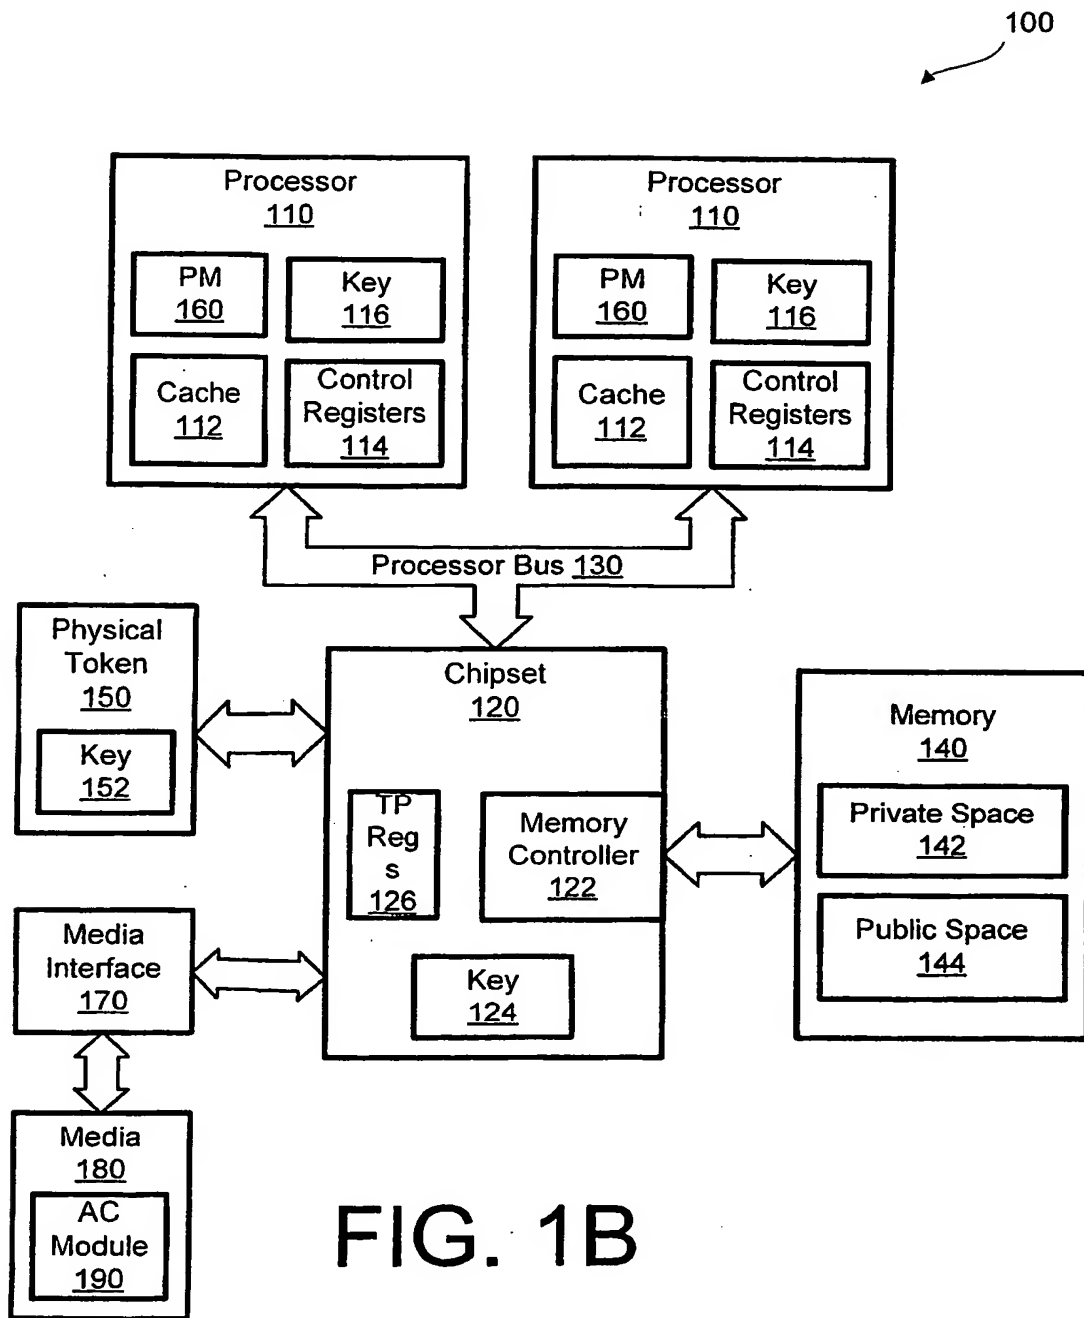 100
Processor
110
PM
160
Key
116
Cache
112
Control
Registers
114
Processor
110
PM
160
Key
116
Cache
112
Control
Registers
114
Processor Bus 130
Physical
Token
150
Key
152
Chipset
120
TP
Reg
s
126
Memory
Controller
122
Key
124
Memory
140
Private Space
142
Public Space
144
Media
Interface
170
Media
180
AC
Module
190
FIG. 1B